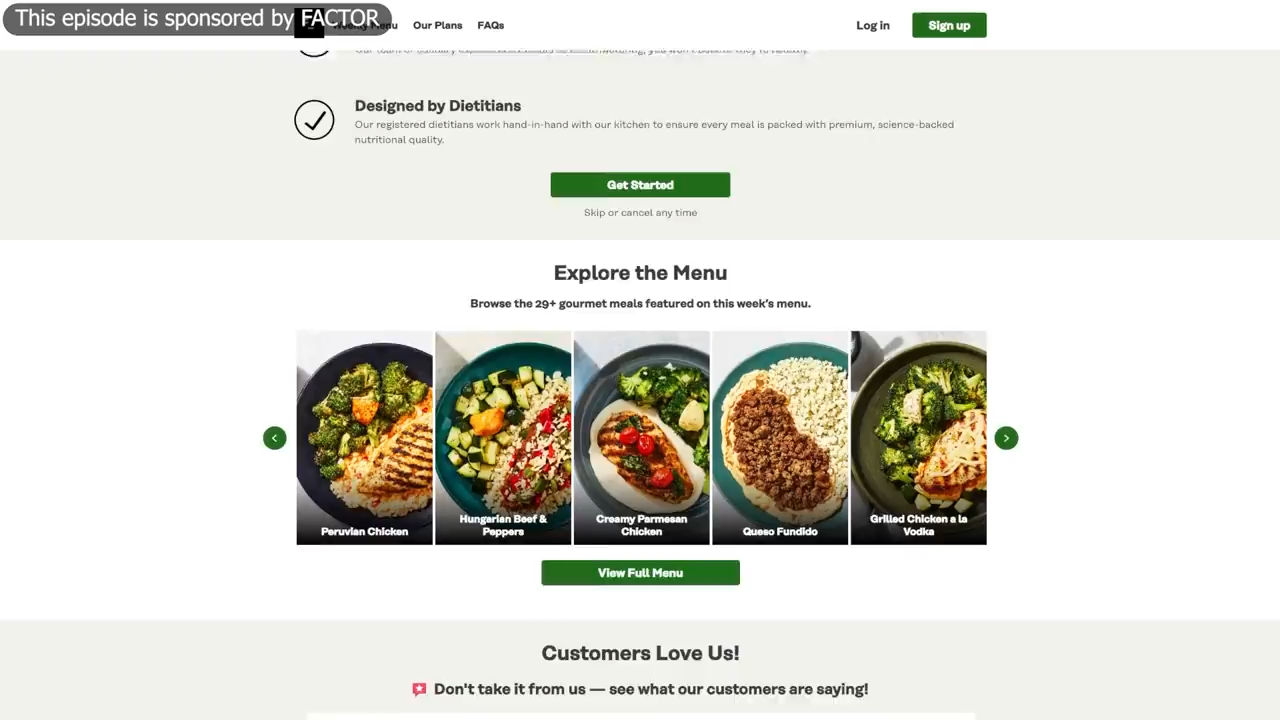 This episode is sponsored by FACTOR
Menu
Our Plans
FAQs
Log in
Sign up
Designed by Dietitians
Our registered dietitians work hand-in-hand with our kitchen to ensure every meal is packed with premium, science-backed
nutritional quality.
Get Started
Skip or cancel any time
Explore the Menu
Browse the 29+ gourmet meals featured on this week's menu.
Peruvian Chicken
Hungarian Beef &
Peppers
Creamy Parmesan
Chicken
Queso Fundido
Grilled Chicken a la
Vodka
View Full Menu
Customers Love Us!
Don't take it from us — see what our customers are saying!